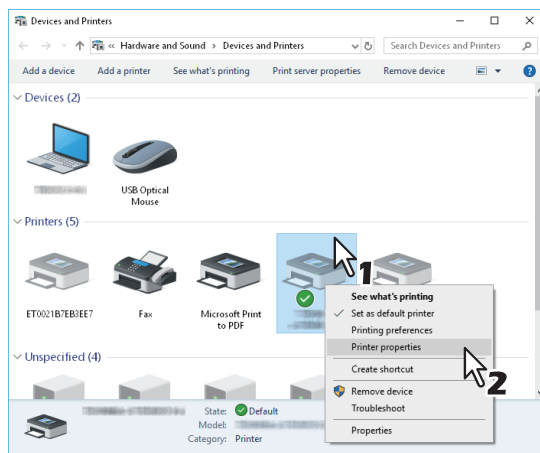 Devices and Printers
« Hardware and Sound > Devices and Printers
Search Devices and Printers
Add a device Add a printer See what's printing Print server properties Remove device
Devices (2)
USB Optical
Mouse
Printers (5)
1
ET0021B7EB3EE7 Fax Microsoft Print
to PDF
See what's printing
Set as default printer
Printing preferences
Printer properties
Create shortcut
2
Remove device
Troubleshoot
Properties
Unspecified (4)
State: Default
Model:
Category: Printer